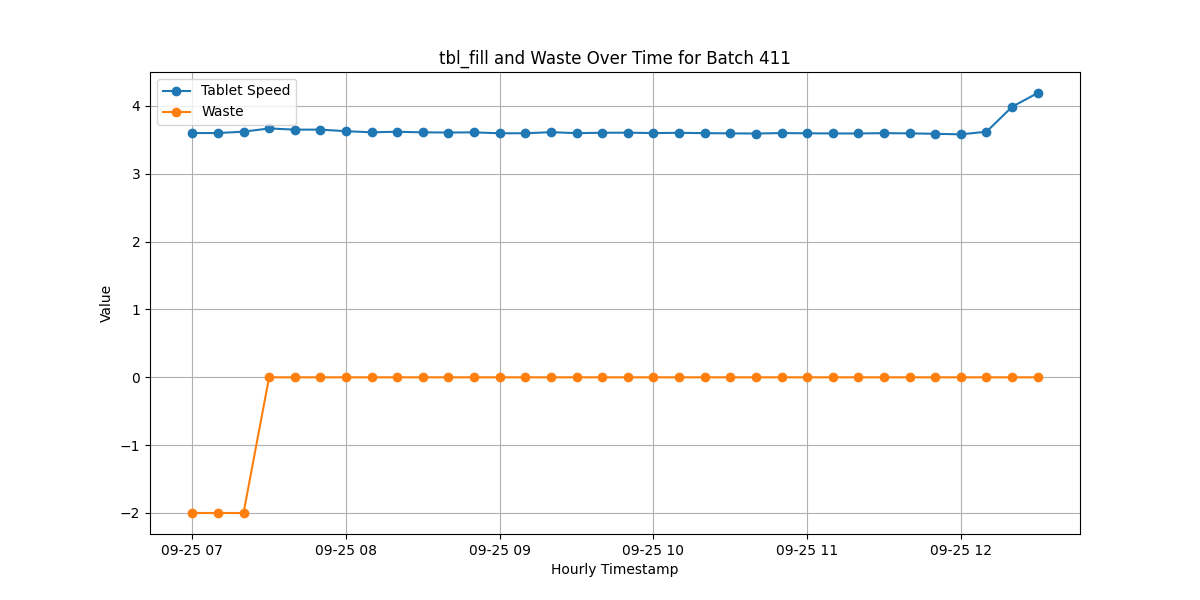 tbl_fill and Waste Over Time for Batch 411
Tablet Speed
Waste
4
3
2
1
0
−1
−2
Value
09-25 07 09-25 08 09-25 09 09-25 10 09-25 11 09-25 12
Hourly Timestamp